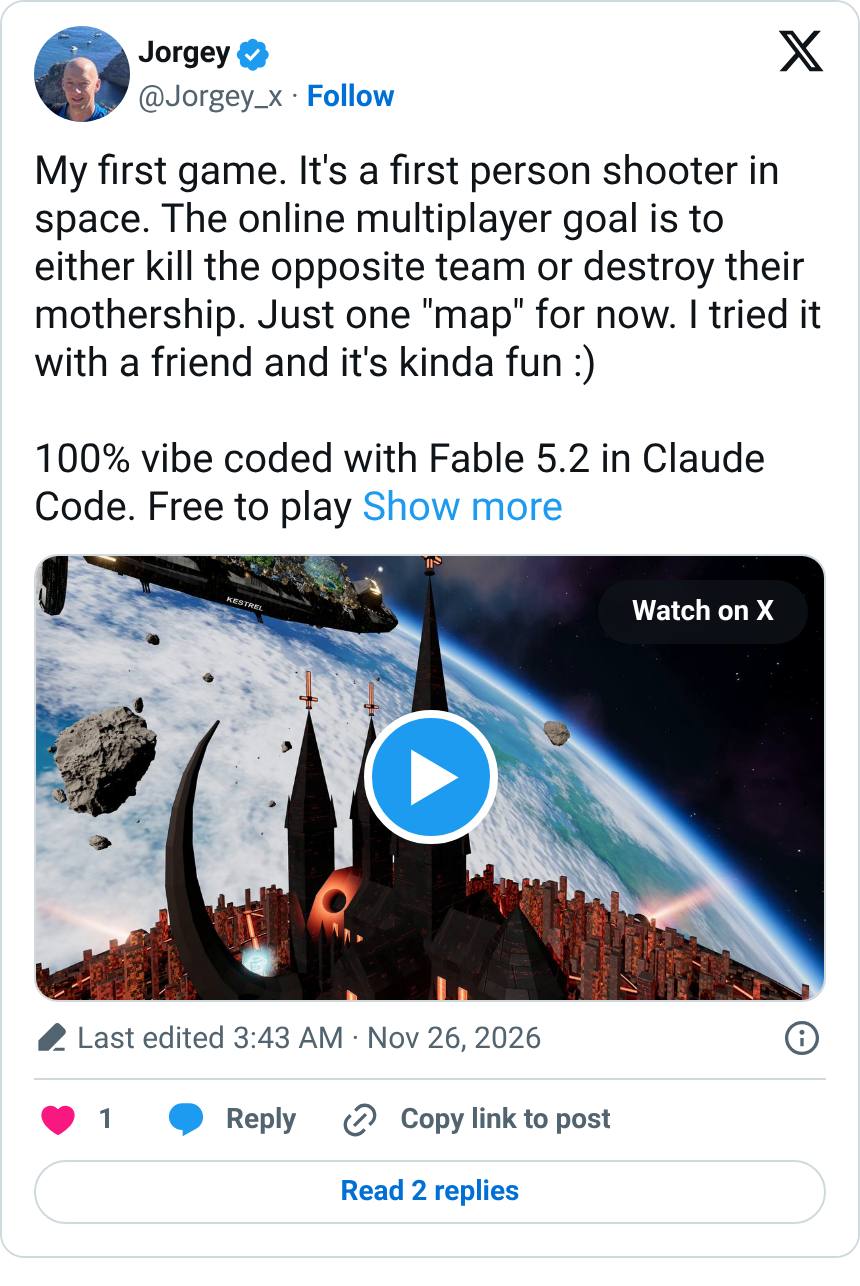 Jorgey
@Jorgey_x · Follow
My first game. It's a first person shooter in
space. The online multiplayer goal is to
either kill the opposite team or destroy their
mothership. Just one "map" for now. I tried it
with a friend and it's kinda fun :)
100% vibe coded with Fable 5.2 in Claude
Code. Free to play Show more
KESTREL
Watch on X
Last edited 3:43 AM · Nov 26, 2026
1 Reply Copy link to post
Read 2 replies